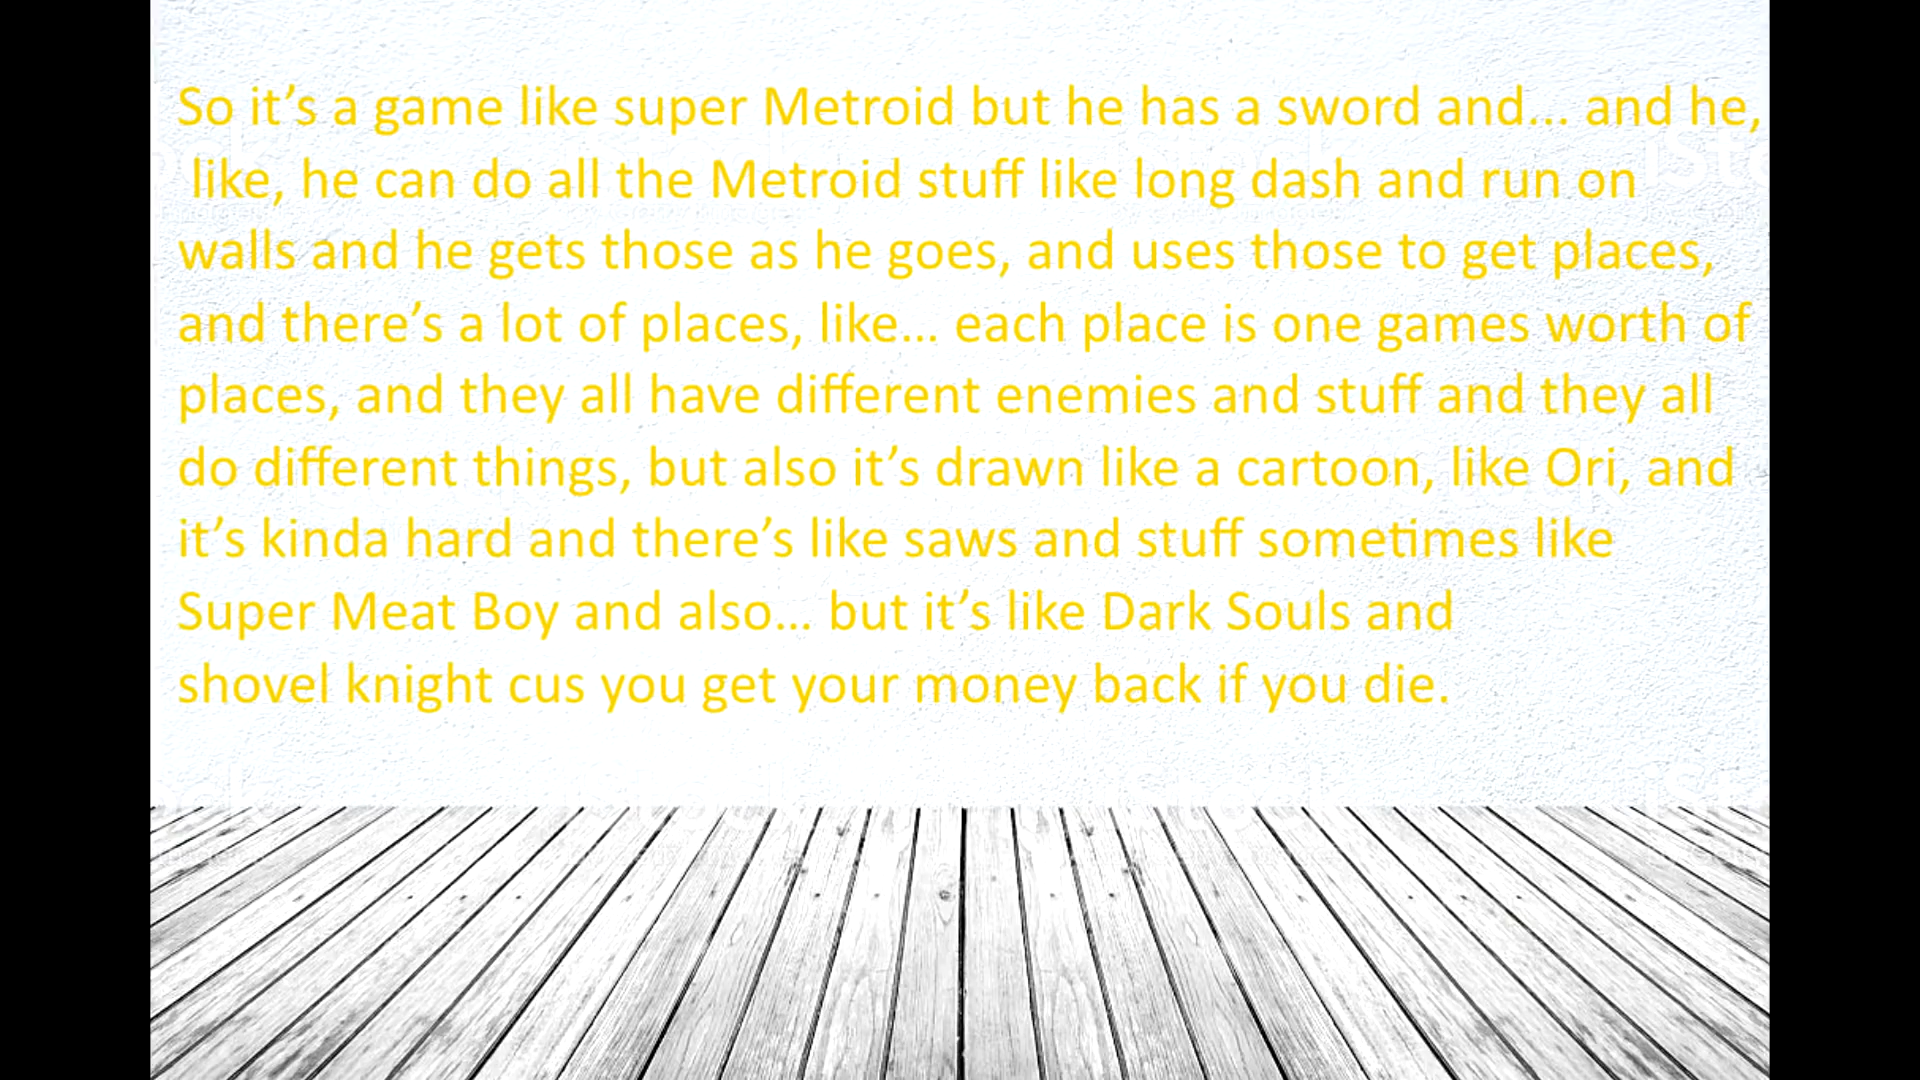 So it’s a game like super Metroid but he has a sword and... and he,
like, he can do all the Metroid stuff like long dash and run on
walls and he gets those as he goes, and uses those to get places,
and there’s a lot of places, like... each place is one games worth of
places, and they all have different enemies and stuff and they all
do different things, but also it’s drawn like a cartoon, like Ori, and
it’s kinda hard and there’s like saws and stuff sometimes like
Super Meat Boy and also... but it’s like Dark Souls and
shovel knight cus you get your money back if you die.